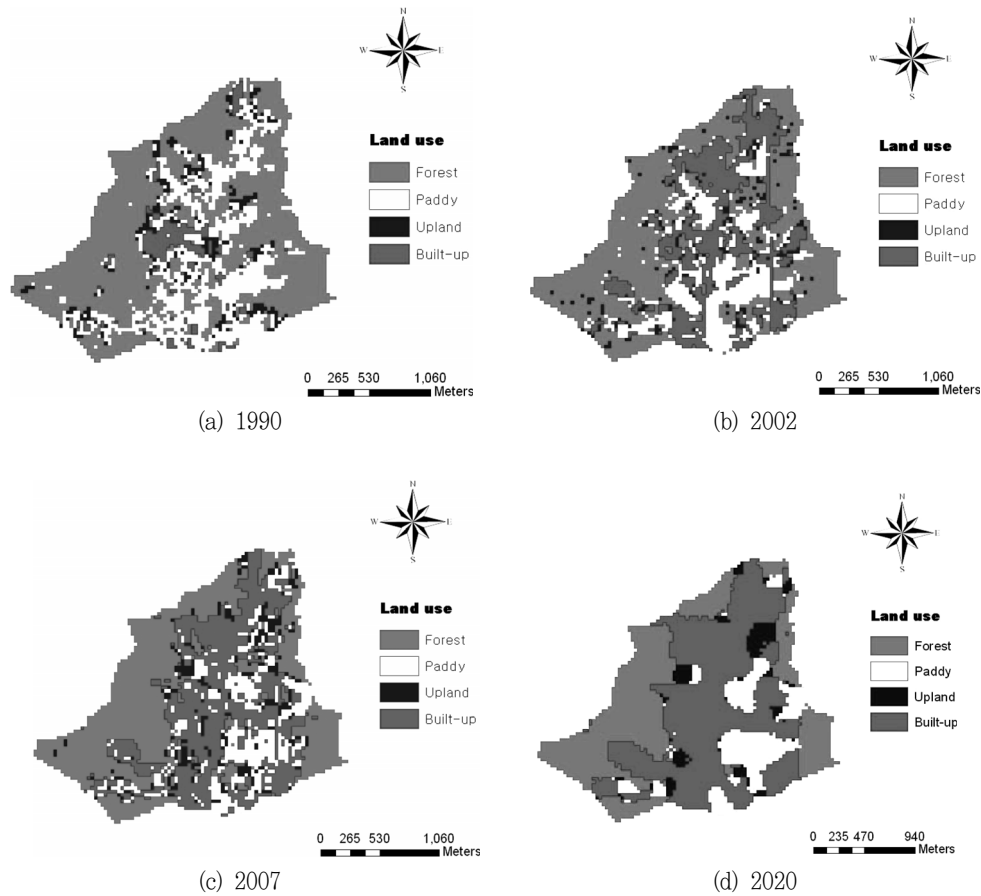 N
W E
S
Land use
Forest
Paddy
Upland
Built-up
0 265 530 1,060
Meters
(a) 1990
N
W E
S
Land use
Forest
Paddy
Upland
Built-up
0 265 530 1,060
Meters
(b) 2002
N
W E
S
Land use
Forest
Paddy
Upland
Built-up
0 265 530 1,060
Meters
(c) 2007
N
W E
S
Land use
Forest
Paddy
Upland
Built-up
0 235 470 940
Meters
(d) 2020